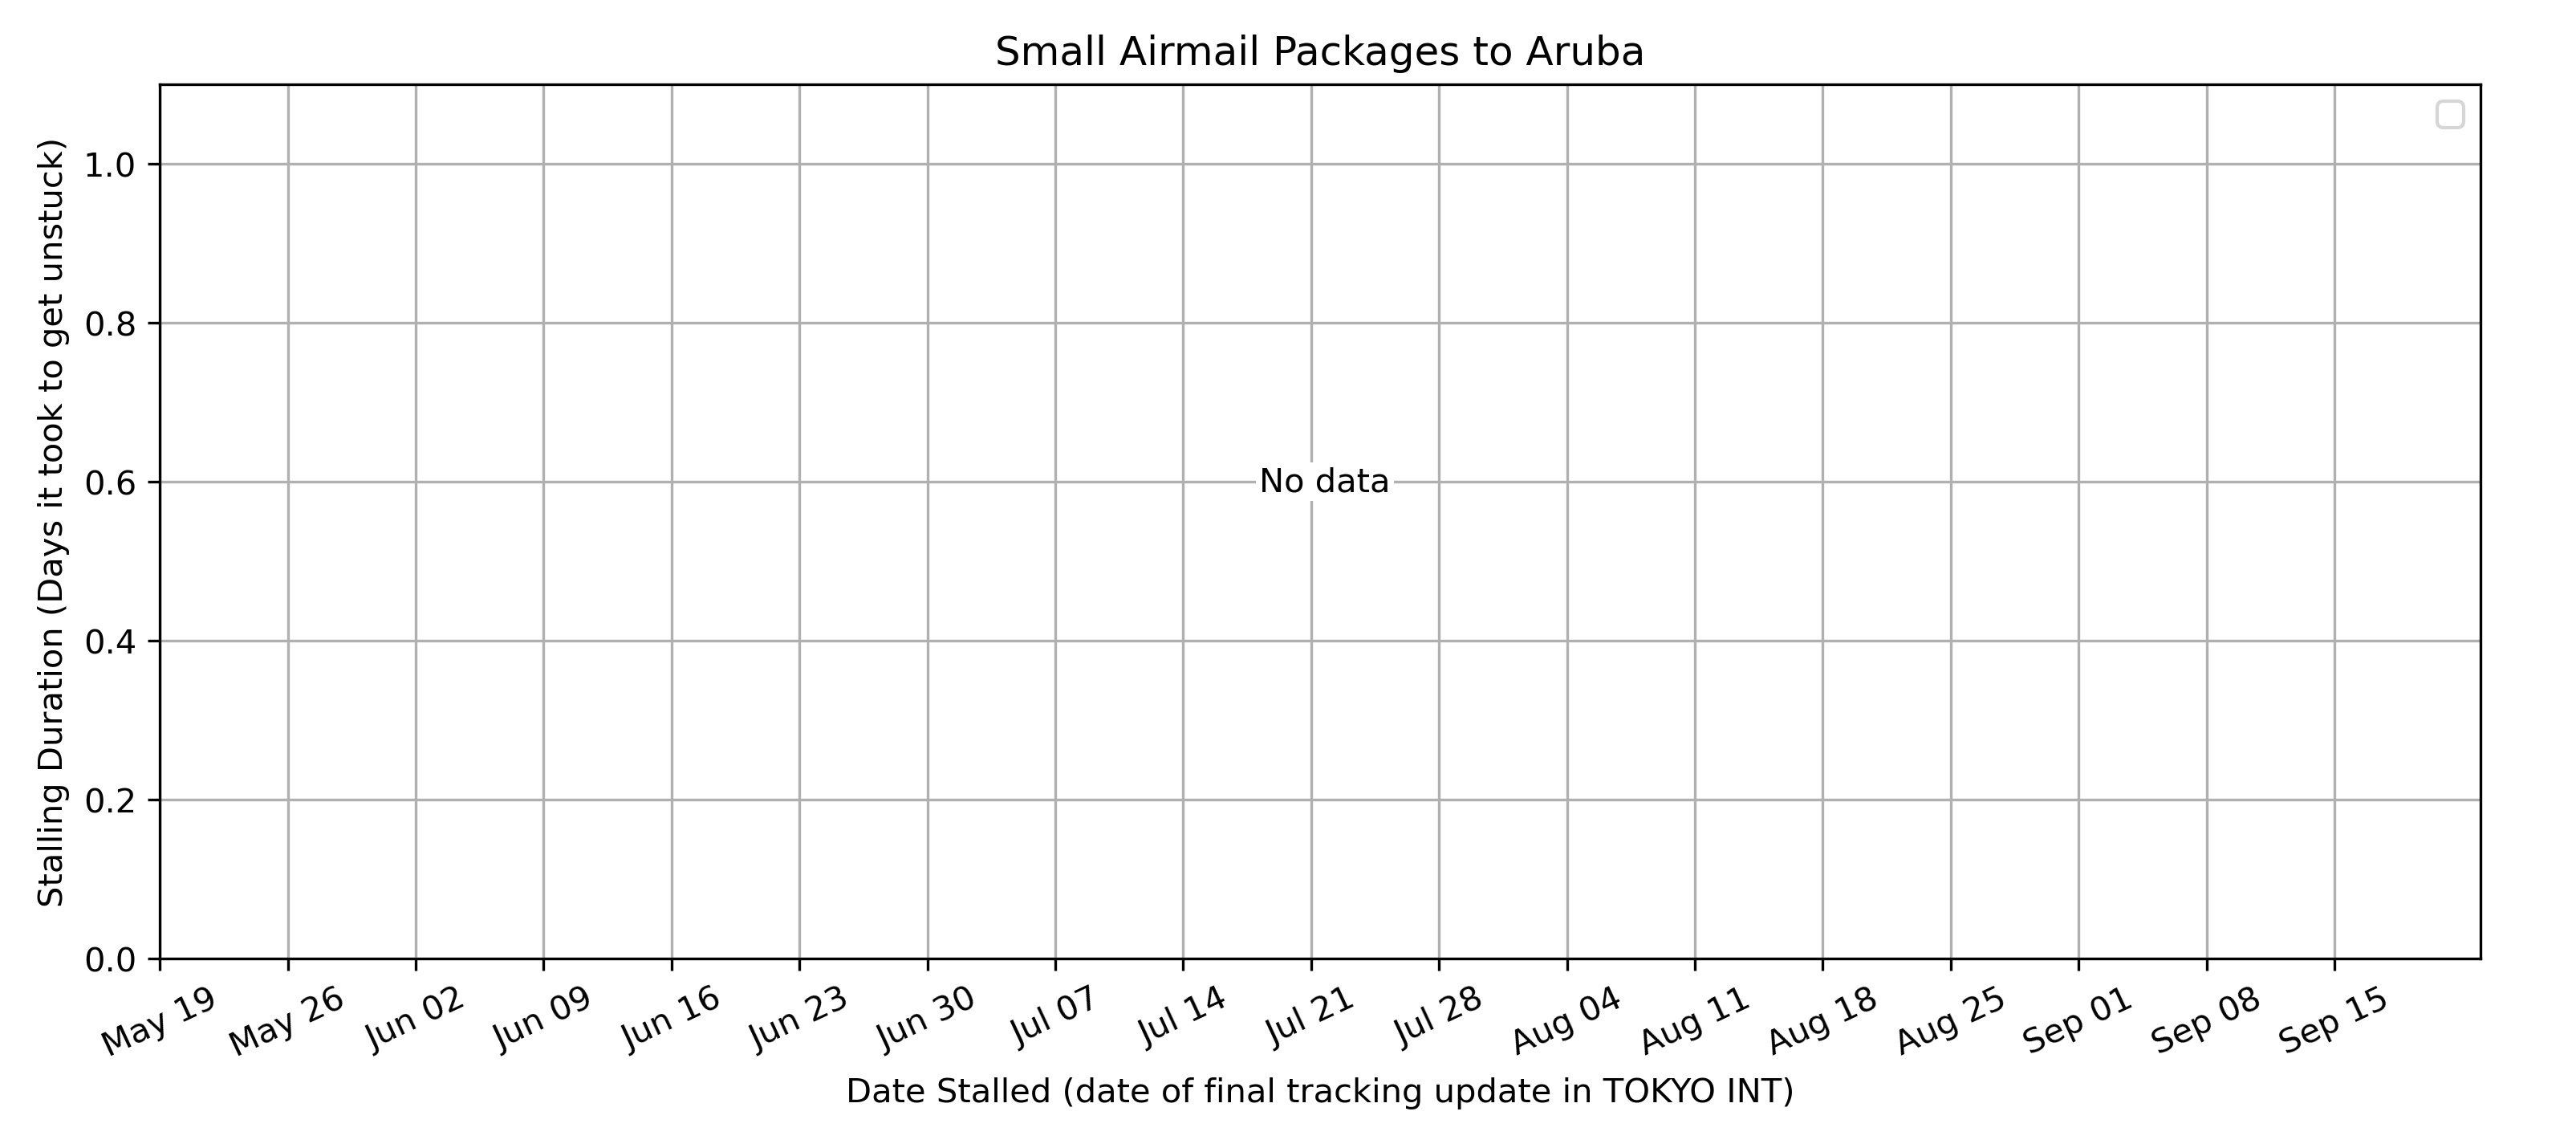 Small Airmail Packages to Aruba
Stalling Duration (Days it took to get unstuck)
1.0
0.8
0.6
0.4
0.2
0.0
No data
May 19
May 26
Jun 02
Jun 09
Jun 16
Jun 23
Jun 30
Jul 07
Jul 14
Jul 21
Jul 28
Aug 04
Aug 11
Aug 18
Aug 25
Sep 01
Sep 08
Sep 15
Date Stalled (date of final tracking update in TOKYO INT)